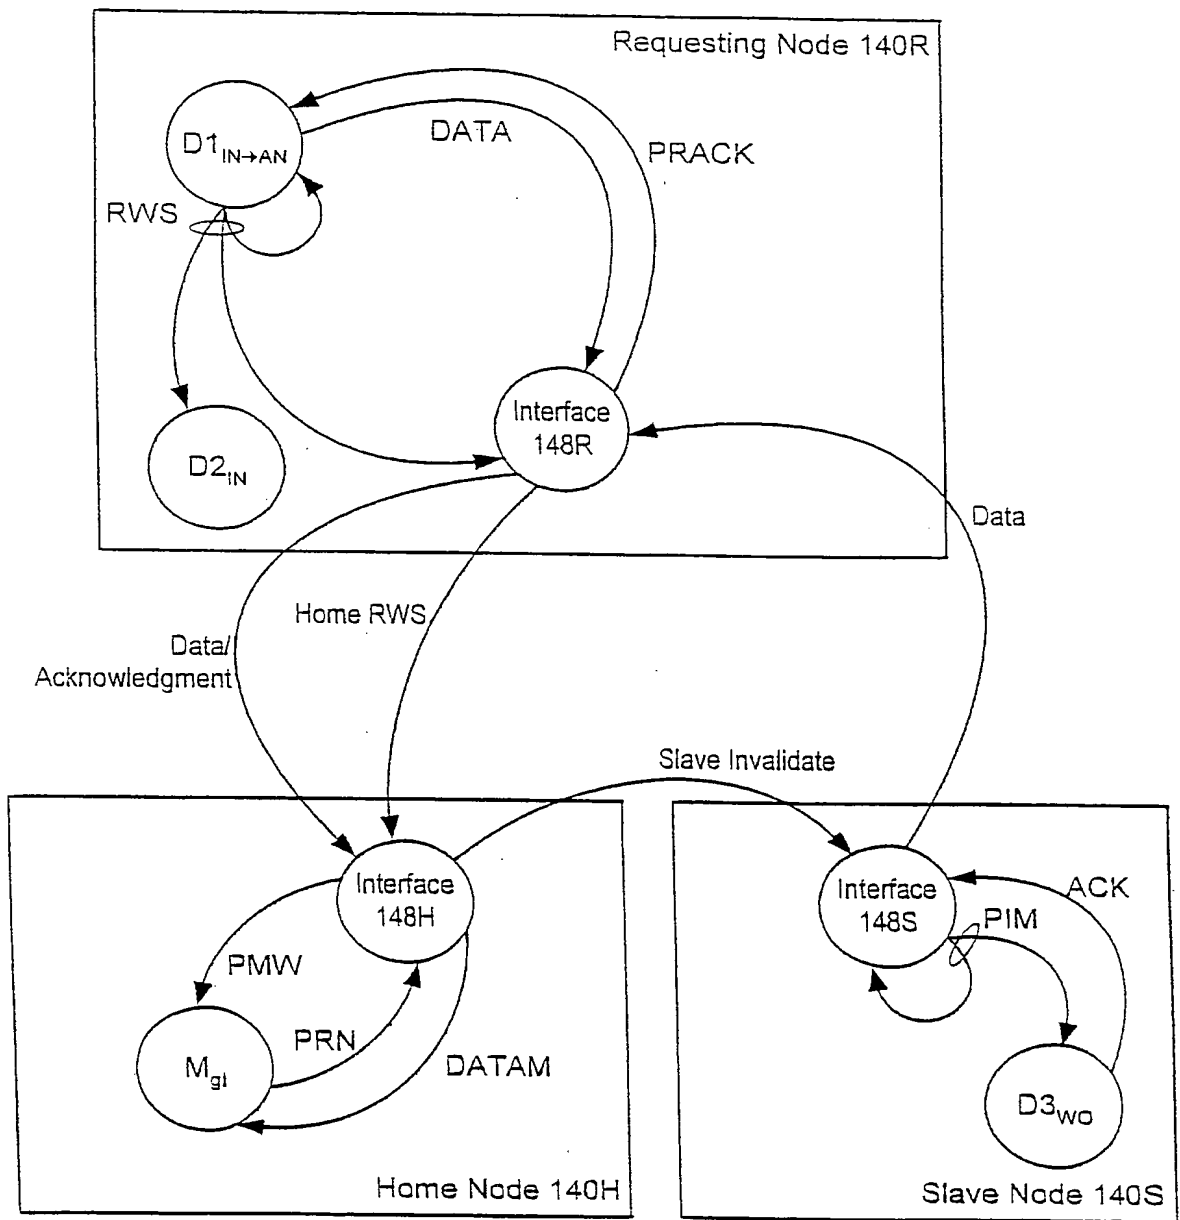 Requesting Node 140R
D1IN→AN
DATA
PRACK
RWS
Interface
148R
D2IN
Data
Home RWS
Data/
Acknowledgment
Slave Invalidate
Interface
148H
Interface
148S
ACK
PIM
PMW
PRN
DATAM
Mgl
D3WO
Home Node 140H
Slave Node 140S